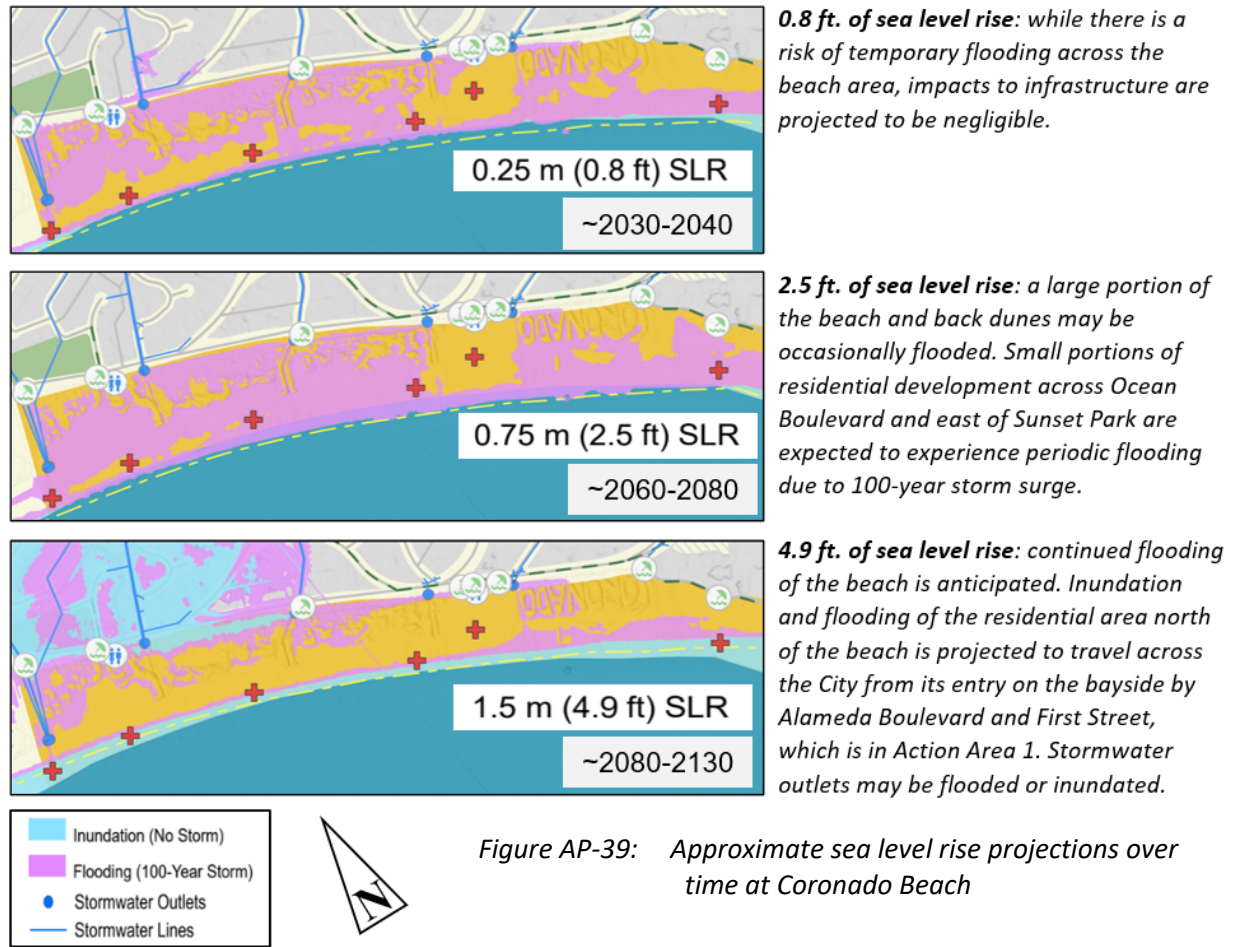 0.8 ft. of sea level rise: while there is a
risk of temporary flooding across the
beach area, impacts to infrastructure are
projected to be negligible.
CORONADO
0.25 m (0.8 ft) SLR
~2030-2040
2.5 ft. of sea level rise: a large portion of
the beach and back dunes may be
occasionally flooded. Small portions of
residential development across Ocean
Boulevard and east of Sunset Park are
expected to experience periodic flooding
due to 100-year storm surge.
CORONADO
0.75 m (2.5 ft) SLR
~2060-2080
4.9 ft. of sea level rise: continued flooding
of the beach is anticipated. Inundation
and flooding of the residential area north
of the beach is projected to travel across
the City from its entry on the bayside by
Alameda Boulevard and First Street,
which is in Action Area 1. Stormwater
outlets may be flooded or inundated.
CORONADO
1.5 m (4.9 ft) SLR
~2080-2130
Inundation (No Storm)
Flooding (100-Year Storm)
Stormwater Outlets
Stormwater Lines
N
Figure AP-39: Approximate sea level rise projections over
time at Coronado Beach